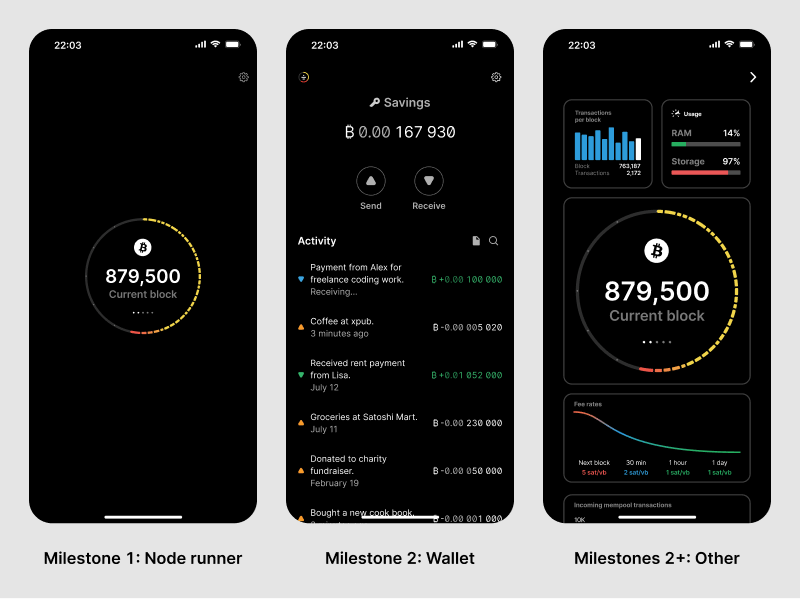 22:03
879,500
Current block
Milestone 1: Node runner
22:03
Savings
₿ 0.00 167 930
Send
Receive
Activity
Payment from Alex for
freelance coding work.
Receiving...
₿ +0.00 100 000
Coffee at xpub.
3 minutes ago
₿ -0.00 005 020
Received rent payment
from Lisa.
July 12
₿ +0.01 052 000
Groceries at Satoshi Mart.
July 11
₿ -0.00 230 000
Donated to charity
fundraiser.
February 19
₿ -0.00 050 000
Bought a new cook book.
₿ -0.00 001 000
Milestone 2: Wallet
22:03
Transactions
per block
Block 763,187
Transactions 2,172
Usage
RAM 14%
Storage 97%
879,500
Current block
Fee rates
Next block 30 min 1 hour 1 day
5 sat/vb 2 sat/vb 1 sat/vb 1 sat/vb
Incoming mempool transactions
10K
Milestones 2+: Other